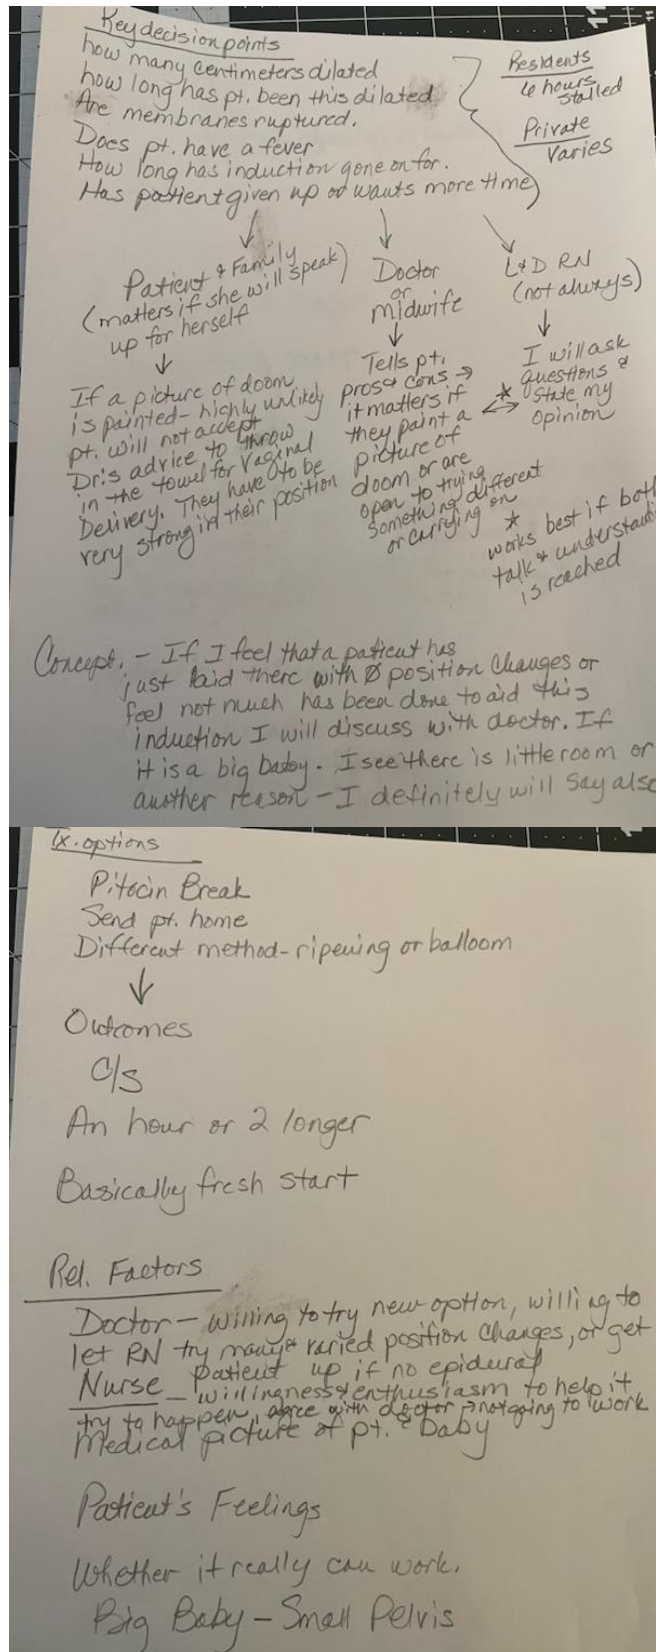 Key decision points
how many centimeters dilated
how long has pt. been this dilated
Are membranes ruptured.
Does pt. have a fever
How long has induction gone on for.
Has patient given up or wants more time
Residents
6 hours
stalled
Private
Varies
Patient & Family
(matters if she will speak)
up for herself
If a picture of doom
is painted - highly unlikely
pt. will not accept
Dr.'s advice to throw
in the towel for Vaginal
Delivery. They have to be
very strong in their position
Doctor
or
midwife
Tells pt.
pros & cons →
it matters if
they paint a
picture of
doom or are
open to trying
something different
or carrying on
L&D RN
(not always)
I will ask
questions &
state my
opinion
*
*
works best if both
talk & understandi
is reached
Concept. - If I feel that a patient has
just laid there with Ø position changes or
feel not much has been done to aid this
induction I will discuss with doctor. If
it is a big baby. I see there is little room or
another reason - I definitely will say also
Tx. options
Pitocin Break
Send pt. home
Different method - ripening or balloom
Outcomes
C/S
An hour or 2 longer
Basically fresh start
Rel. Factors
Doctor - willing to try new option, willing to
let RN try many & varied position changes, or get
patient up if no epidural
Nurse - willingness & enthusiasm to help it
try to happen, agree with doctor → not going to work
Medical picture of pt. & baby
Patient's Feelings
Whether it really can work.
Big Baby - Small Pelvis